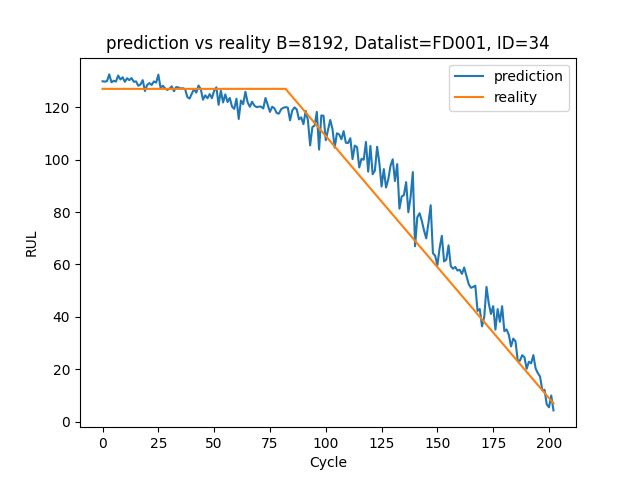 prediction vs reality B=8192, Datalist=FD001, ID=34
prediction
reality
RUL
120
100
80
60
40
20
0
0 25 50 75 100 125 150 175 200
Cycle